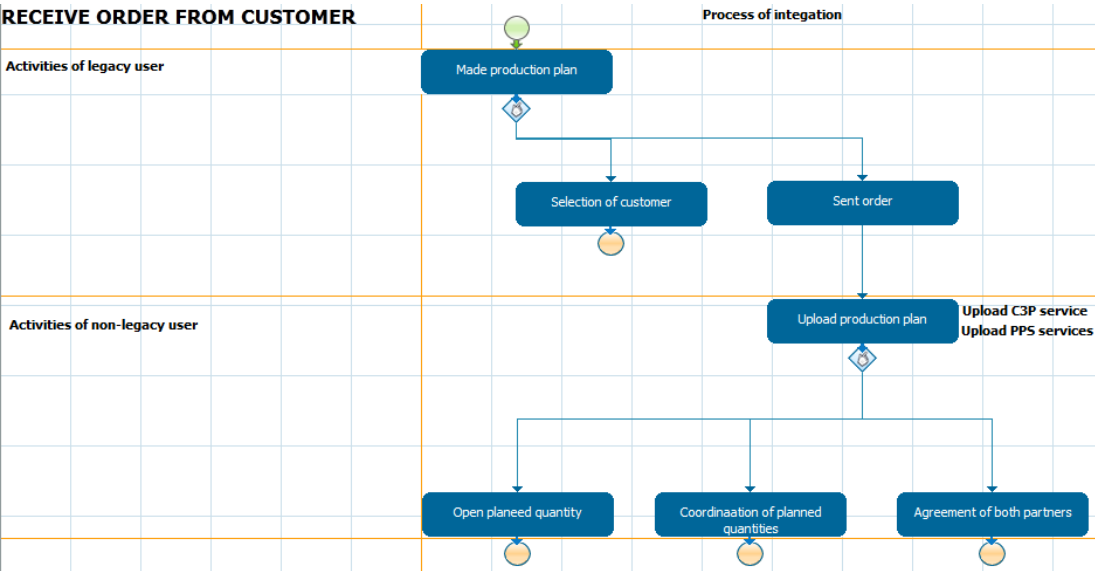 RECEIVE ORDER FROM CUSTOMER
Process of integation
Activities of legacy user
Made production plan
Selection of customer
Sent order
Activities of non-legacy user
Upload production plan
Upload C3P service
Upload PPS services
Open planeed quantity
Coordinaation of planned
quantities
Agreement of both partners